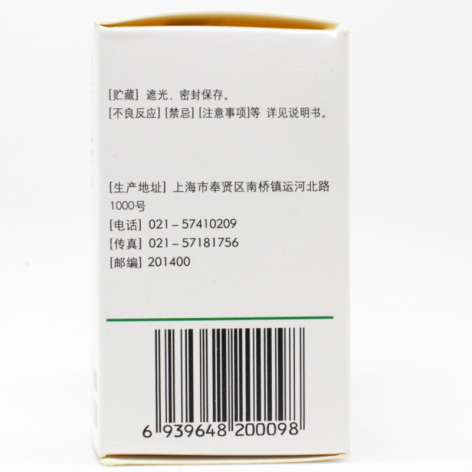 [贮藏] 遮光，密封保存。
[不良反应] [禁忌] [注意事项]等 详见说明书。
[生产地址] 上海市奉贤区南桥镇运河北路
1000号
[电话] 021–57410209
[传真] 021–57181756
[邮编] 201400
6 939648 200098